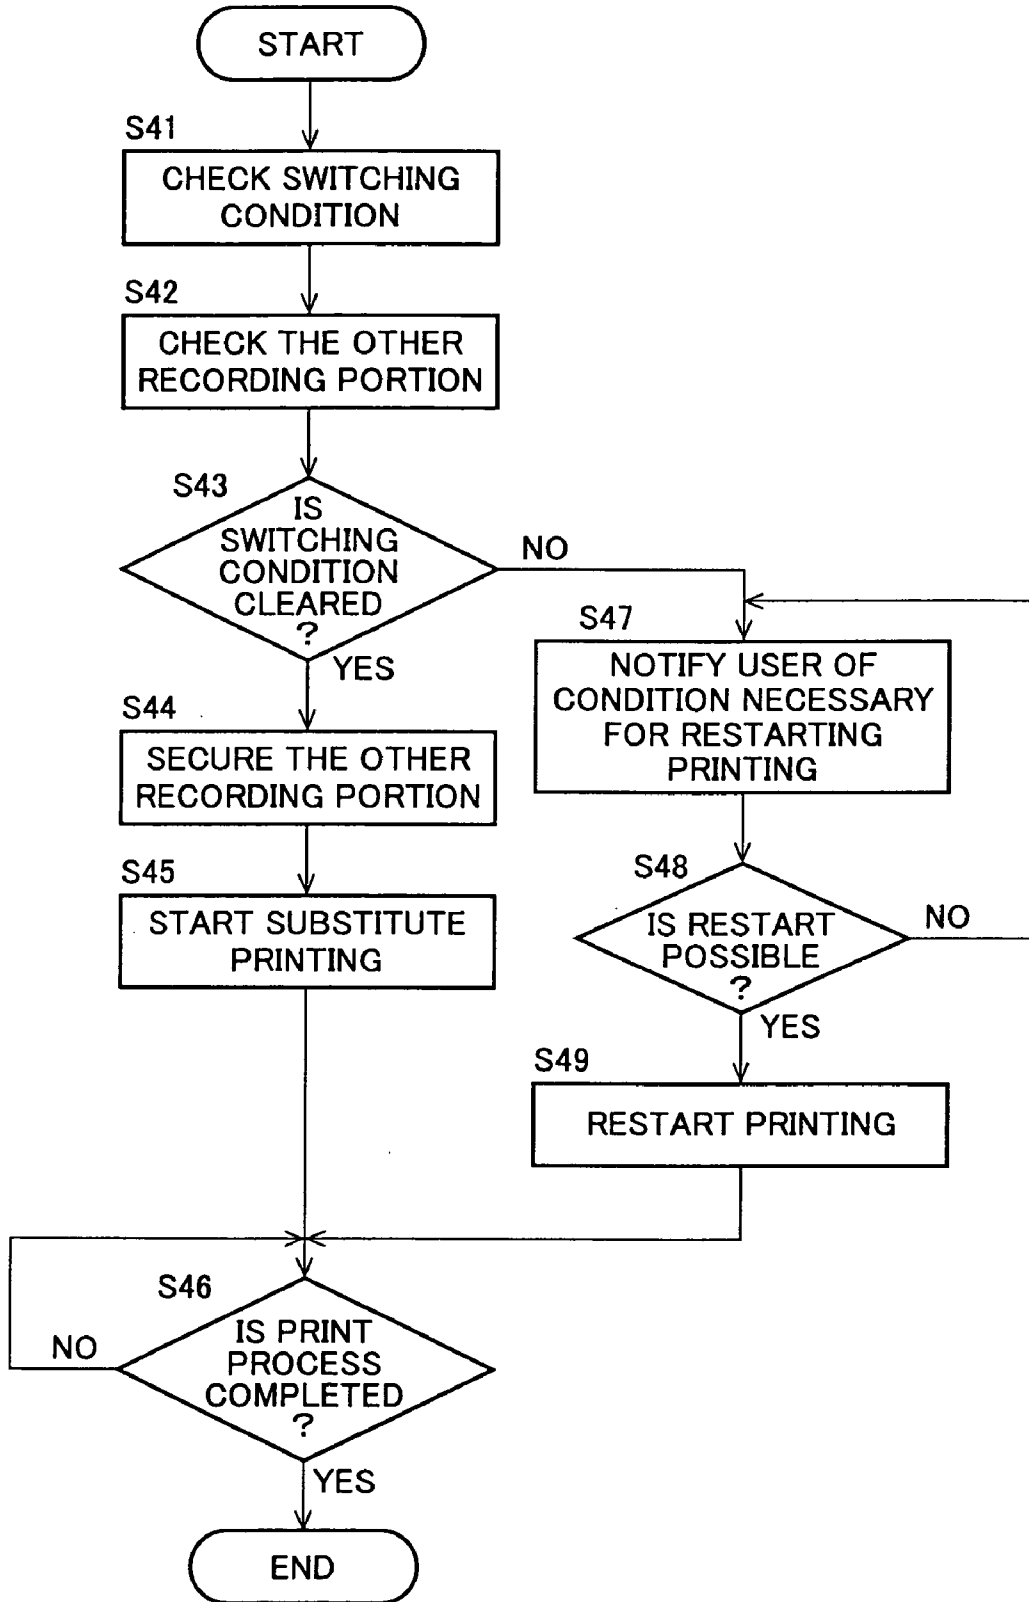 START
S41
CHECK SWITCHING
CONDITION
S42
CHECK THE OTHER
RECORDING PORTION
S43
IS
SWITCHING
CONDITION
CLEARED
?
NO
YES
S44
SECURE THE OTHER
RECORDING PORTION
S45
START SUBSTITUTE
PRINTING
S47
NOTIFY USER OF
CONDITION NECESSARY
FOR RESTARTING
PRINTING
S48
IS RESTART
POSSIBLE
?
NO
YES
S49
RESTART PRINTING
S46
IS PRINT
PROCESS
COMPLETED
?
NO
YES
END